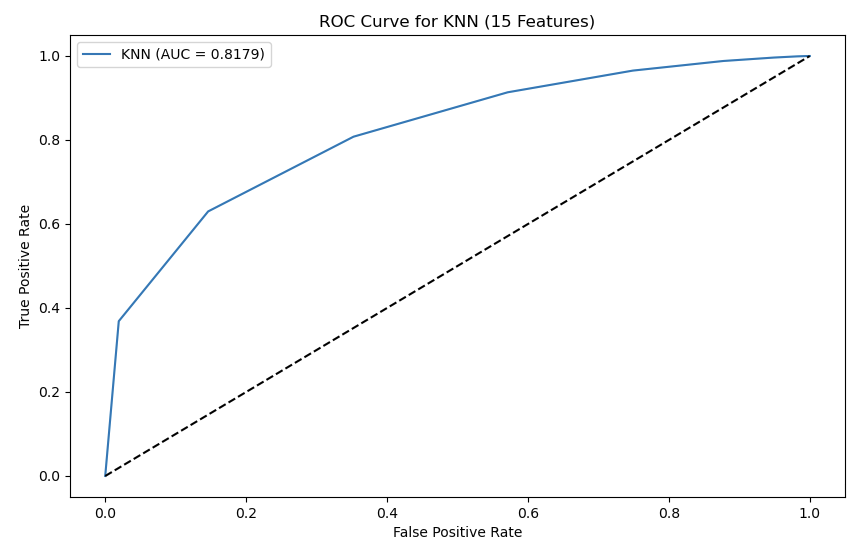 ROC Curve for KNN (15 Features)
KNN (AUC = 0.8179)
True Positive Rate
1.0
0.8
0.6
0.4
0.2
0.0
0.0 0.2 0.4 0.6 0.8 1.0
False Positive Rate